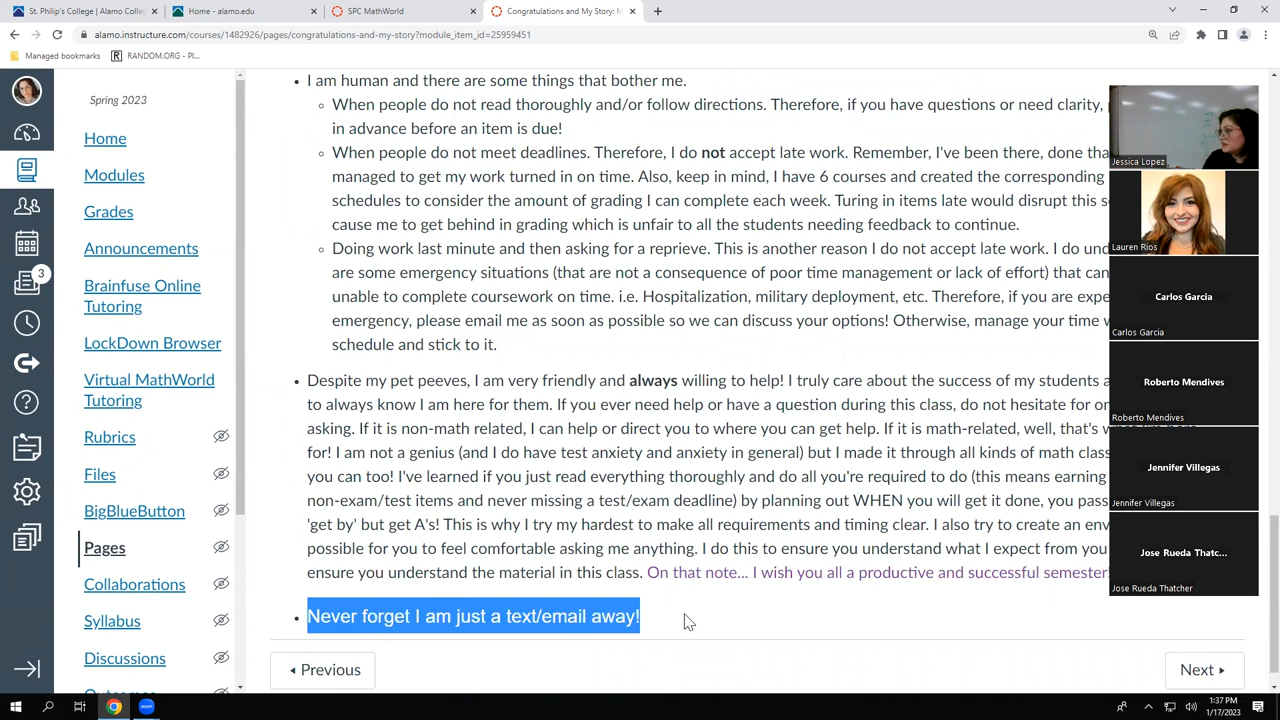 St. Philip's College | Alamo Colleg
Home - alamo.edu
SPC MathWorld
Congratulations and My Story: M
alamo.instructure.com/courses/1482926/pages/congratulations-and-my-story?module_item_id=25959451
Managed bookmarks
RANDOM.ORG - Pl...
Spring 2023
Home
Modules
Grades
Announcements
Brainfuse Online
Tutoring
LockDown Browser
Virtual MathWorld
Tutoring
Rubrics
Files
BigBlueButton
Pages
Collaborations
Syllabus
Discussions
Outcomes
3
• I am human and there are some things that bother me.
◦ When people do not read thoroughly and/or follow directions. Therefore, if you have questions or need clarity,
in advance before an item is due!
◦ When people do not meet deadlines. Therefore, I do not accept late work. Remember, I've been there, done tha
managed to get my work turned in on time. Also, keep in mind, I have 6 courses and created the corresponding
schedules to consider the amount of grading I can complete each week. Turing in items late would disrupt this s
cause me to get behind in grading which is unfair to all the students needing feedback to continue.
◦ Doing work last minute and then asking for a reprieve. This is another reason I do not accept late work. I do und
are some emergency situations (that are not a consequence of poor time management or lack of effort) that can
unable to complete coursework on time. i.e. Hospitalization, military deployment, etc. Therefore, if you are expe
emergency, please email me as soon as possible so we can discuss your options! Otherwise, manage your time w
schedule and stick to it.
• Despite my pet peeves, I am very friendly and always willing to help! I truly care about the success of my students a
to always know I am here for them. If you ever need help or have a question during this class, do not hesitate for on
asking. If it is not math related, I can help or direct you to where you can get help. If it is math-related, well, that's w
for! I am not a genius (and I do have test anxiety and anxiety in general) but I made it through all kinds of math class
you can too! I've learned if you just read everything thoroughly and do all you're required to do (this means earning
non-exam/test items and never missing a test/exam deadline) by planning out WHEN you will get it done, you pass
'get by' but get A's! This is why I try my hardest to make all requirements and timing clear. I also try to create an env
possible for you to feel comfortable asking me anything. I do this to ensure you understand what I expect from you
ensure you understand the material in this class. On that note... I wish you all a productive and successful semester!
• Never forget I am just a text/email away!
Previous
Next
Jessica Lopez
Lauren Rios
Carlos Garcia
Carlos Garcia
Roberto Mendives
Roberto Mendives
Jennifer Villegas
Jennifer Villegas
Jose Rueda Thatc...
Jose Rueda Thatcher
zoom
1:37 PM
1/17/2023